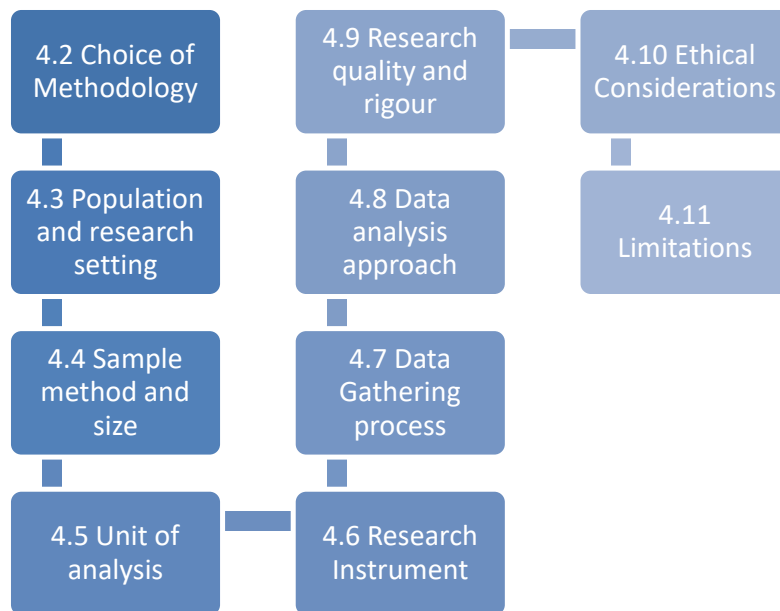 4.2 Choice of
Methodology
4.3 Population
and research
setting
4.4 Sample
method and
size
4.5 Unit of
analysis
4.6 Research
Instrument
4.7 Data
Gathering
process
4.8 Data
analysis
approach
4.9 Research
quality and
rigour
4.10 Ethical
Considerations
4.11
Limitations